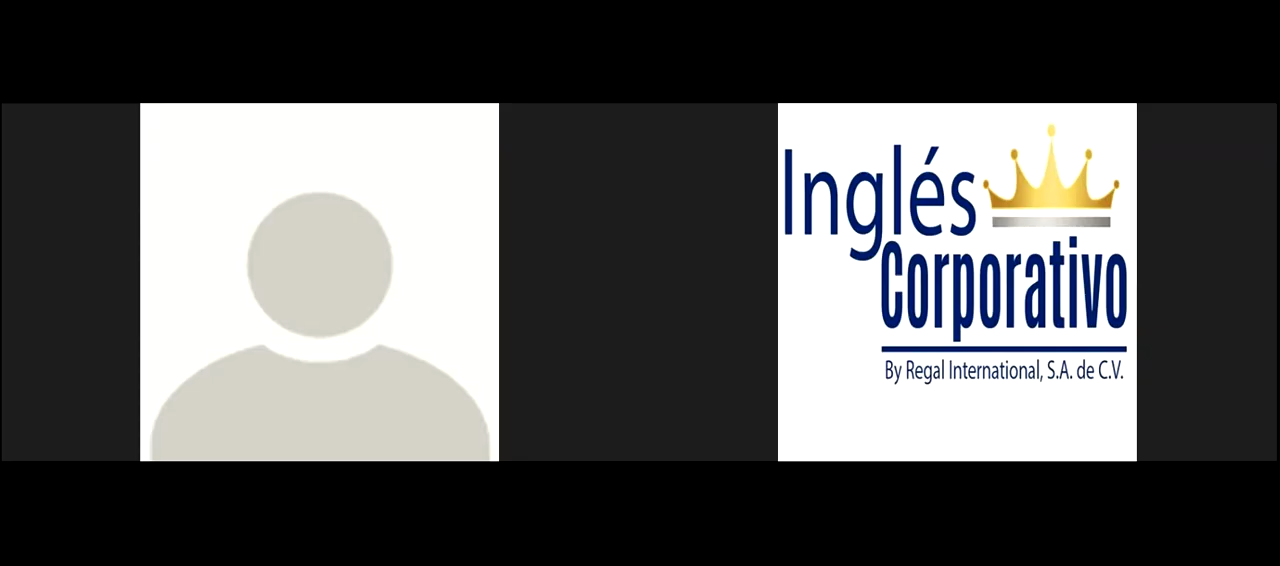 Inglés
Corporativo
By Regal International, S.A. de C.V.